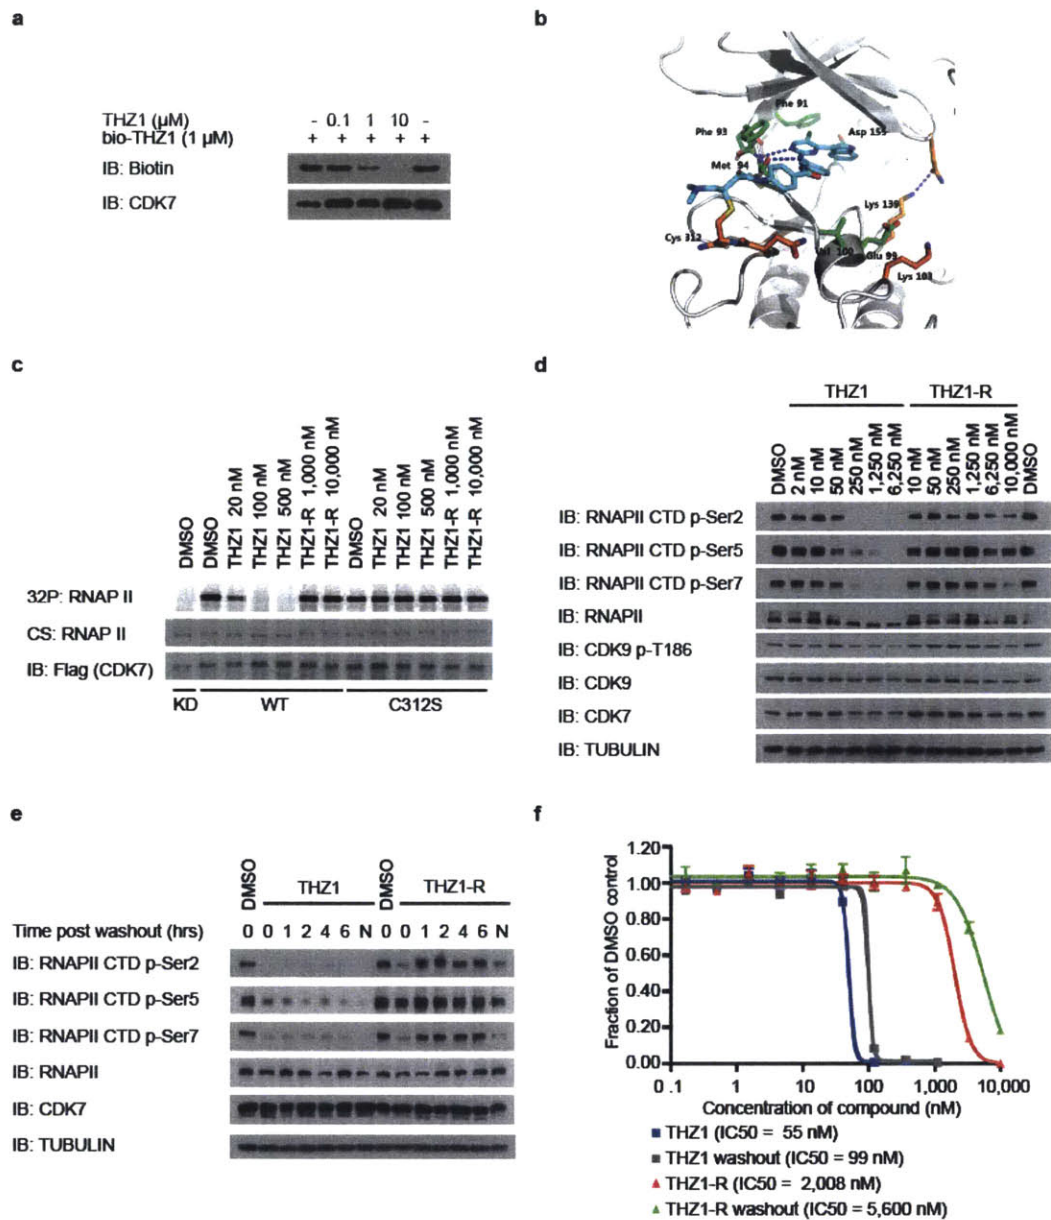 a
THZ1 (µM) - 0.1 1 10 -
bio-THZ1 (1 µM) + + + + +
IB: Biotin
IB: CDK7
b
Phe 91
Phe 93
Asp 155
Met 94
Lys 139
Cys 312
Glu 99
Lys 103
c
DMSO
DMSO
THZ1 20 nM
THZ1 100 nM
THZ1 500 nM
THZ1-R 1,000 nM
THZ1-R 10,000 nM
DMSO
THZ1 20 nM
THZ1 100 nM
THZ1 500 nM
THZ1-R 1,000 nM
THZ1-R 10,000 nM
32P: RNAP II
CS: RNAP II
IB: Flag (CDK7)
KD WT C312S
d
THZ1 THZ1-R
DMSO
2 nM
10 nM
50 nM
250 nM
1,250 nM
6,250 nM
10 nM
50 nM
250 nM
1,250 nM
6,250 nM
10,000 nM
DMSO
IB: RNAPII CTD p-Ser2
IB: RNAPII CTD p-Ser5
IB: RNAPII CTD p-Ser7
IB: RNAPII
IB: CDK9 p-T186
IB: CDK9
IB: CDK7
IB: TUBULIN
e
DMSO THZ1 DMSO THZ1-R
Time post washout (hrs) 0 0 1 2 4 6 N 0 0 1 2 4 6 N
IB: RNAPII CTD p-Ser2
IB: RNAPII CTD p-Ser5
IB: RNAPII CTD p-Ser7
IB: RNAPII
IB: CDK7
IB: TUBULIN
f
Fraction of DMSO control
1.20
1.00
0.80
0.60
0.40
0.20
0.00
0.1 1 10 100 1,000 10,000
Concentration of compound (nM)
THZ1 (IC50 = 55 nM)
THZ1 washout (IC50 = 99 nM)
THZ1-R (IC50 = 2,008 nM)
THZ1-R washout (IC50 = 5,600 nM)